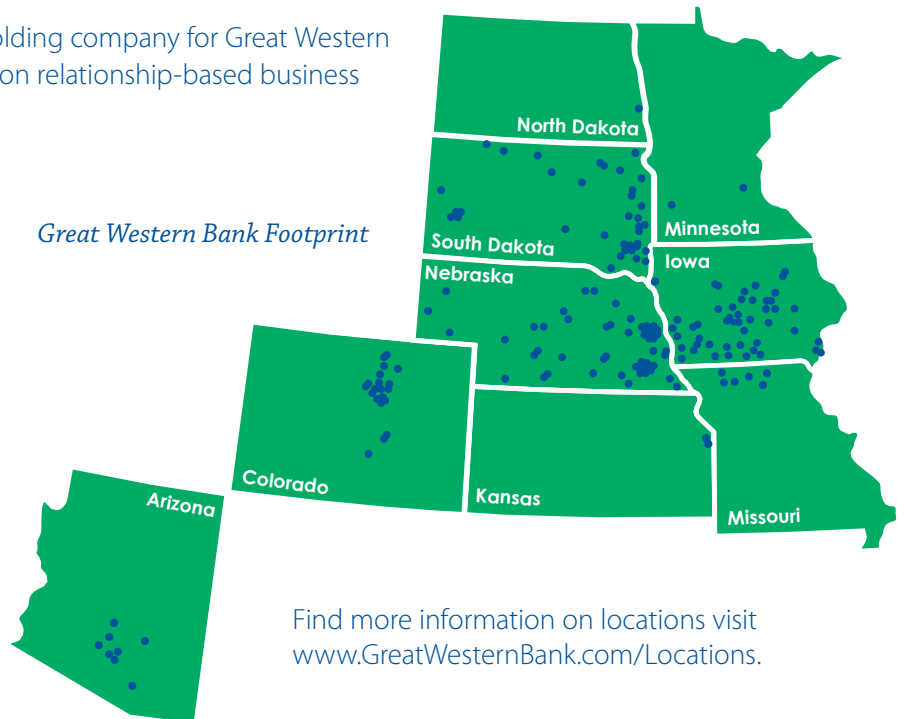 olding company for Great Western
on relationship-based business
Great Western Bank Footprint
North Dakota
Minnesota
South Dakota
Iowa
Nebraska
Colorado
Kansas
Arizona
Missouri
Find more information on locations visit
www.GreatWesternBank.com/Locations.